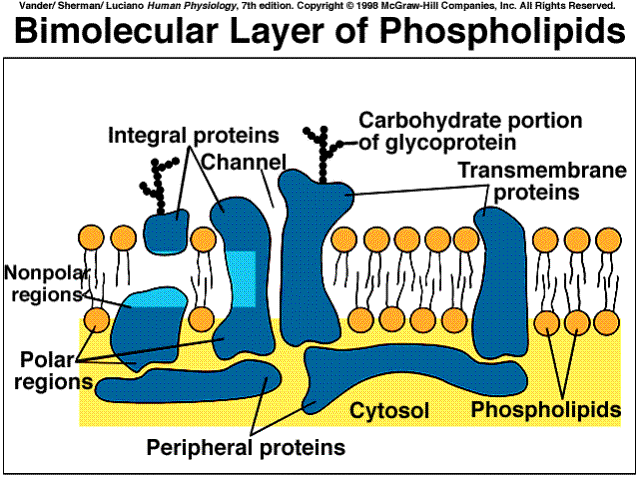 Vander/ Sherman/ Luciano Human Physiology, 7th edition. Copyright © 1998 McGraw-Hill Companies, Inc. All Rights Reserved.
Bimolecular Layer of Phospholipids
Carbohydrate portion
of glycoprotein
Integral proteins
Channel
Transmembrane
proteins
Nonpolar
regions
Polar
regions
Cytosol
Phospholipids
Peripheral proteins